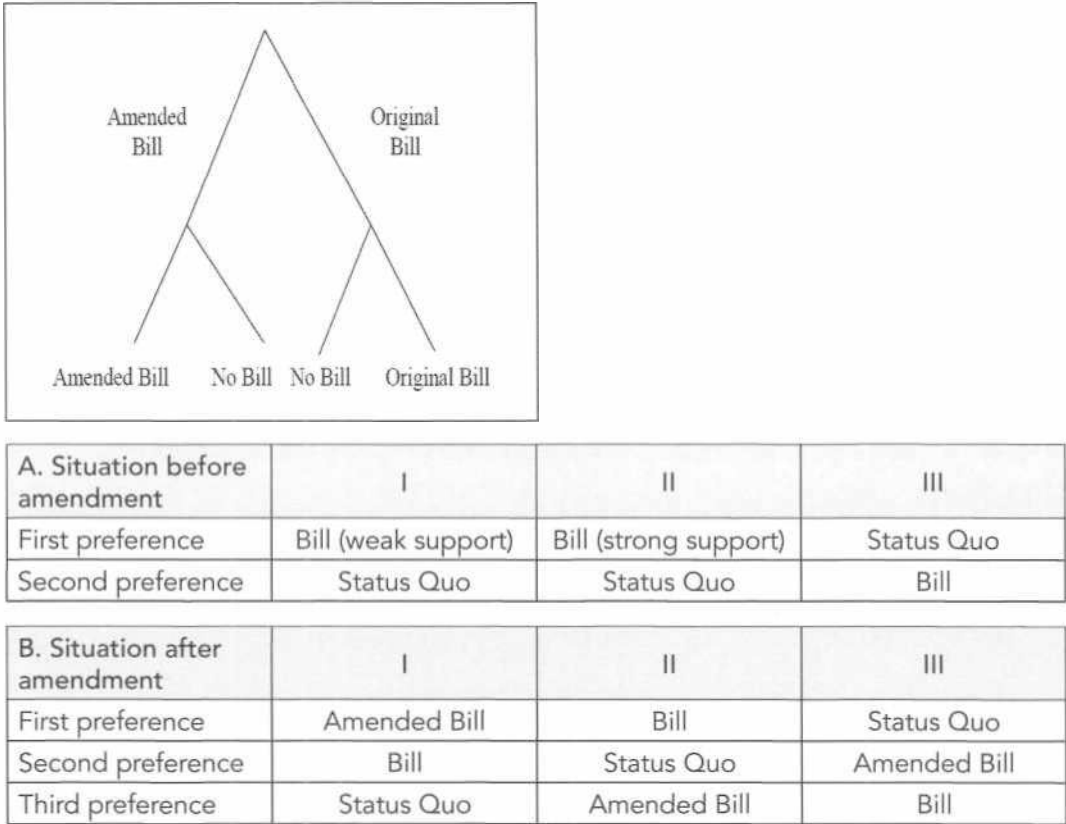 Amended Bill
Original Bill
Amended Bill No Bill No Bill Original Bill
A. Situation before amendment I II III
First preference Bill (weak support) Bill (strong support) Status Quo
Second preference Status Quo Status Quo Bill
B. Situation after amendment I II III
First preference Amended Bill Bill Status Quo
Second preference Bill Status Quo Amended Bill
Third preference Status Quo Amended Bill Bill